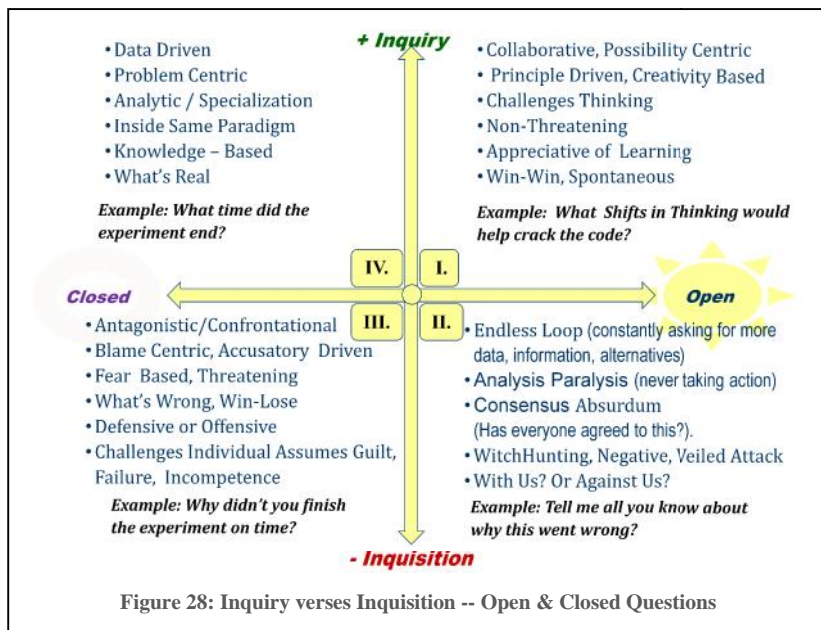 + Inquiry
• Data Driven
• Problem Centric
• Analytic / Specialization
• Inside Same Paradigm
• Knowledge – Based
• What's Real
Example: What time did the
experiment end?
• Collaborative, Possibility Centric
• Principle Driven, Creativity Based
• Challenges Thinking
• Non-Threatening
• Appreciative of Learning
• Win-Win, Spontaneous
Example: What Shifts in Thinking would
help crack the code?
IV.
I.
Closed
Open
III.
II.
• Antagonistic/Confrontational
• Blame Centric, Accusatory Driven
• Fear Based, Threatening
• What's Wrong, Win-Lose
• Defensive or Offensive
• Challenges Individual Assumes Guilt,
Failure, Incompetence
Example: Why didn't you finish
the experiment on time?
• Endless Loop (constantly asking for more
data, information, alternatives)
• Analysis Paralysis (never taking action)
• Consensus Absurdum
(Has everyone agreed to this?).
• WitchHunting, Negative, Veiled Attack
• With Us? Or Against Us?
Example: Tell me all you know about
why this went wrong?
- Inquisition
Figure 28: Inquiry verses Inquisition -- Open & Closed Questions